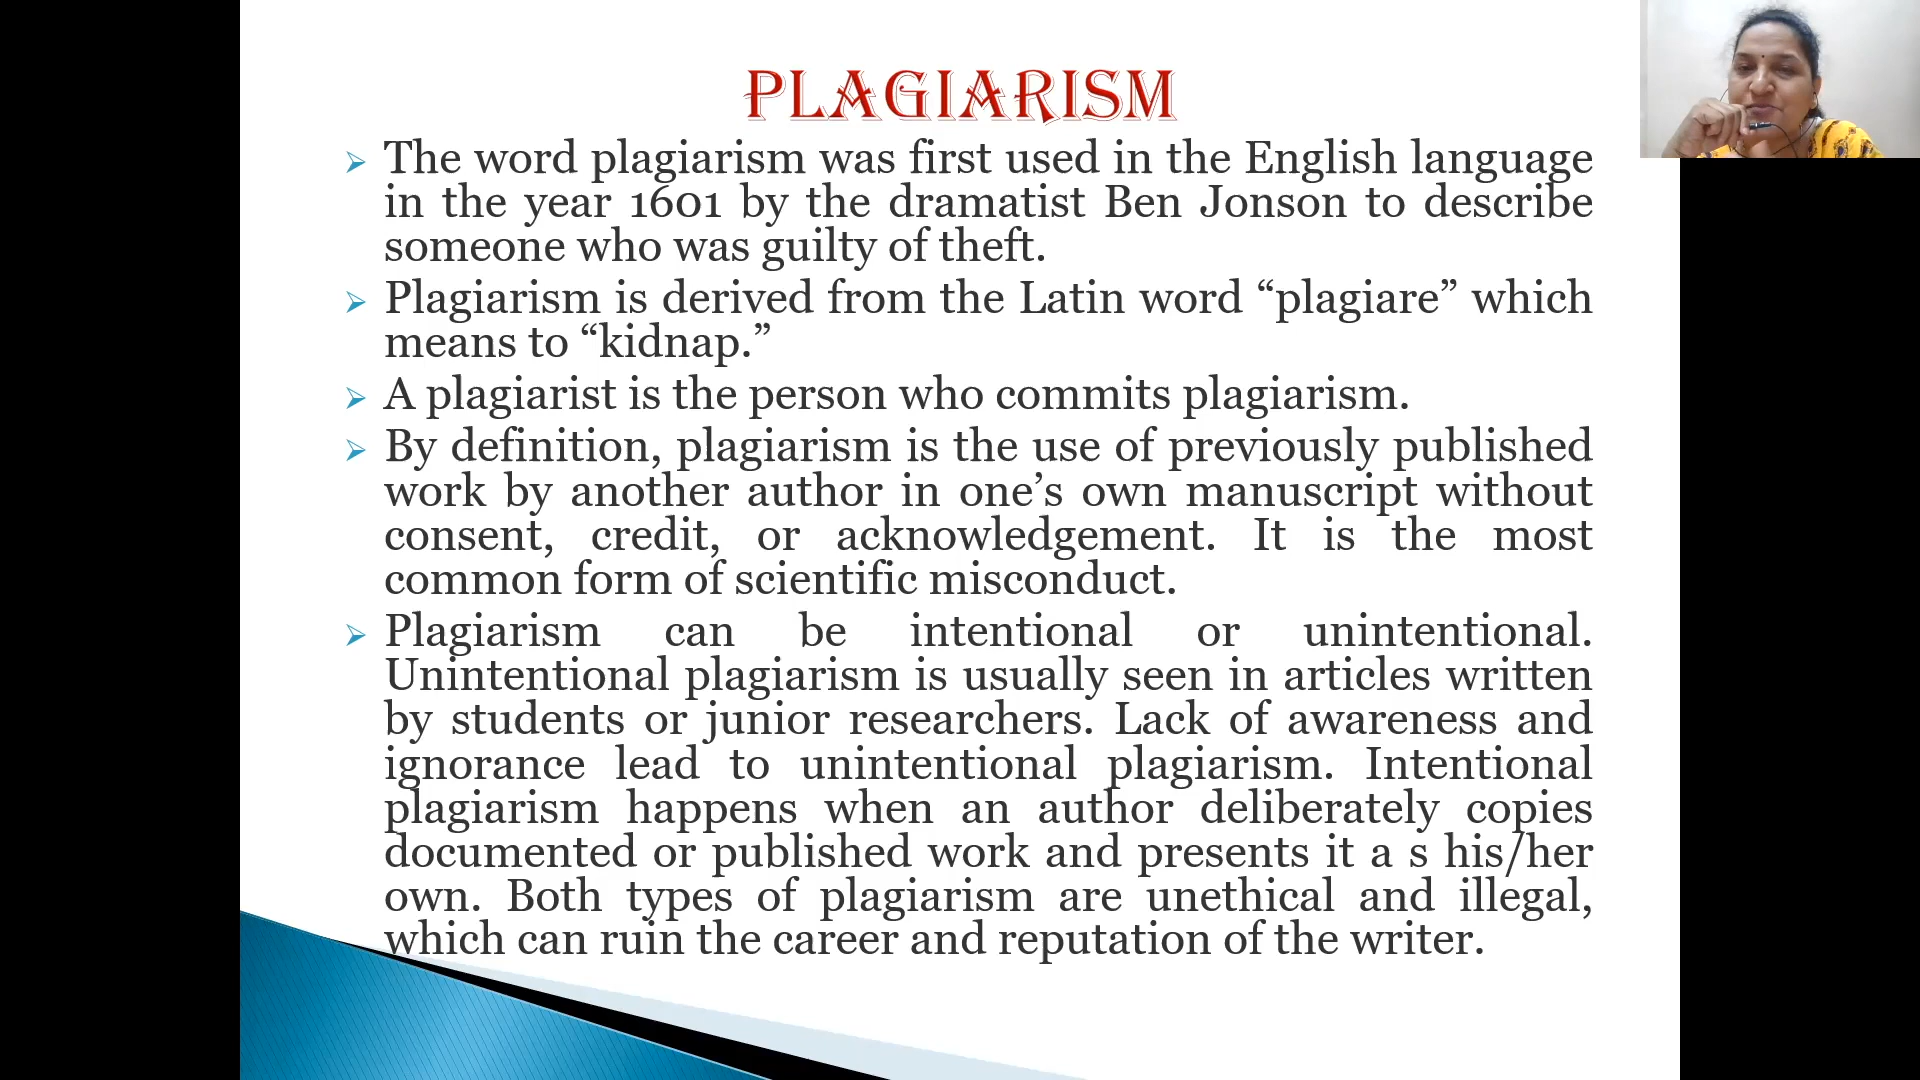 PLAGIARISM
The word plagiarism was first used in the English language
in the year 1601 by the dramatist Ben Jonson to describe
someone who was guilty of theft.
Plagiarism is derived from the Latin word “plagiare” which
means to “kidnap.”
A plagiarist is the person who commits plagiarism.
By definition, plagiarism is the use of previously published
work by another author in one’s own manuscript without
consent, credit, or acknowledgement. It is the most
common form of scientific misconduct.
Plagiarism can be intentional or unintentional.
Unintentional plagiarism is usually seen in articles written
by students or junior researchers. Lack of awareness and
ignorance lead to unintentional plagiarism. Intentional
plagiarism happens when an author deliberately copies
documented or published work and presents it a s his/her
own. Both types of plagiarism are unethical and illegal,
which can ruin the career and reputation of the writer.